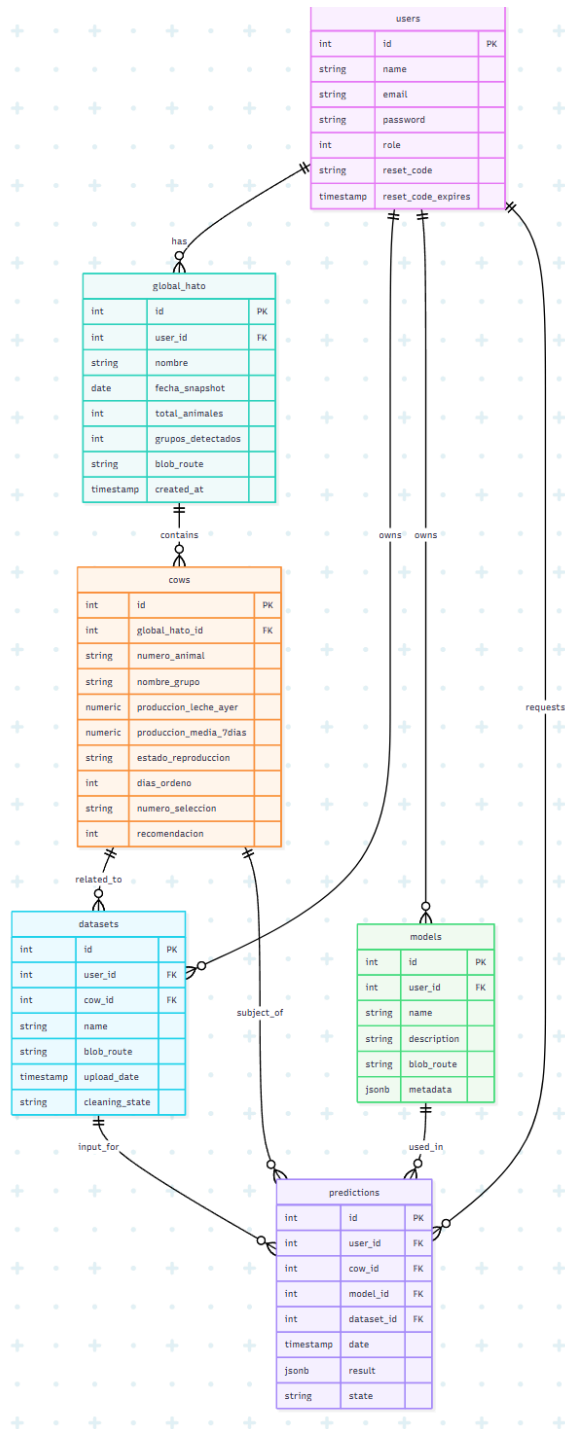 users
int id PK
string name
string email
string password
int role
string reset_code
timestamp reset_code_expires
has
global_hato
int id PK
int user_id FK
string nombre
date fecha_snapshot
int total_animales
int grupos_detectados
string blob_route
timestamp created_at
contains
owns
owns
cows
int id PK
int global_hato_id FK
string numero_animal
string nombre_grupo
numeric produccion_leche_ayer
numeric produccion_media_7dias
string estado_reproduccion
int dias_ordeno
string numero_seleccion
int recomendacion
requests
related_to
datasets
int id PK
int user_id FK
int cow_id FK
string name
string blob_route
timestamp upload_date
string cleaning_state
models
int id PK
int user_id FK
string name
string description
string blob_route
jsonb metadata
subject_of
input_for
used_in
predictions
int id PK
int user_id FK
int cow_id FK
int model_id FK
int dataset_id FK
timestamp date
jsonb result
string state